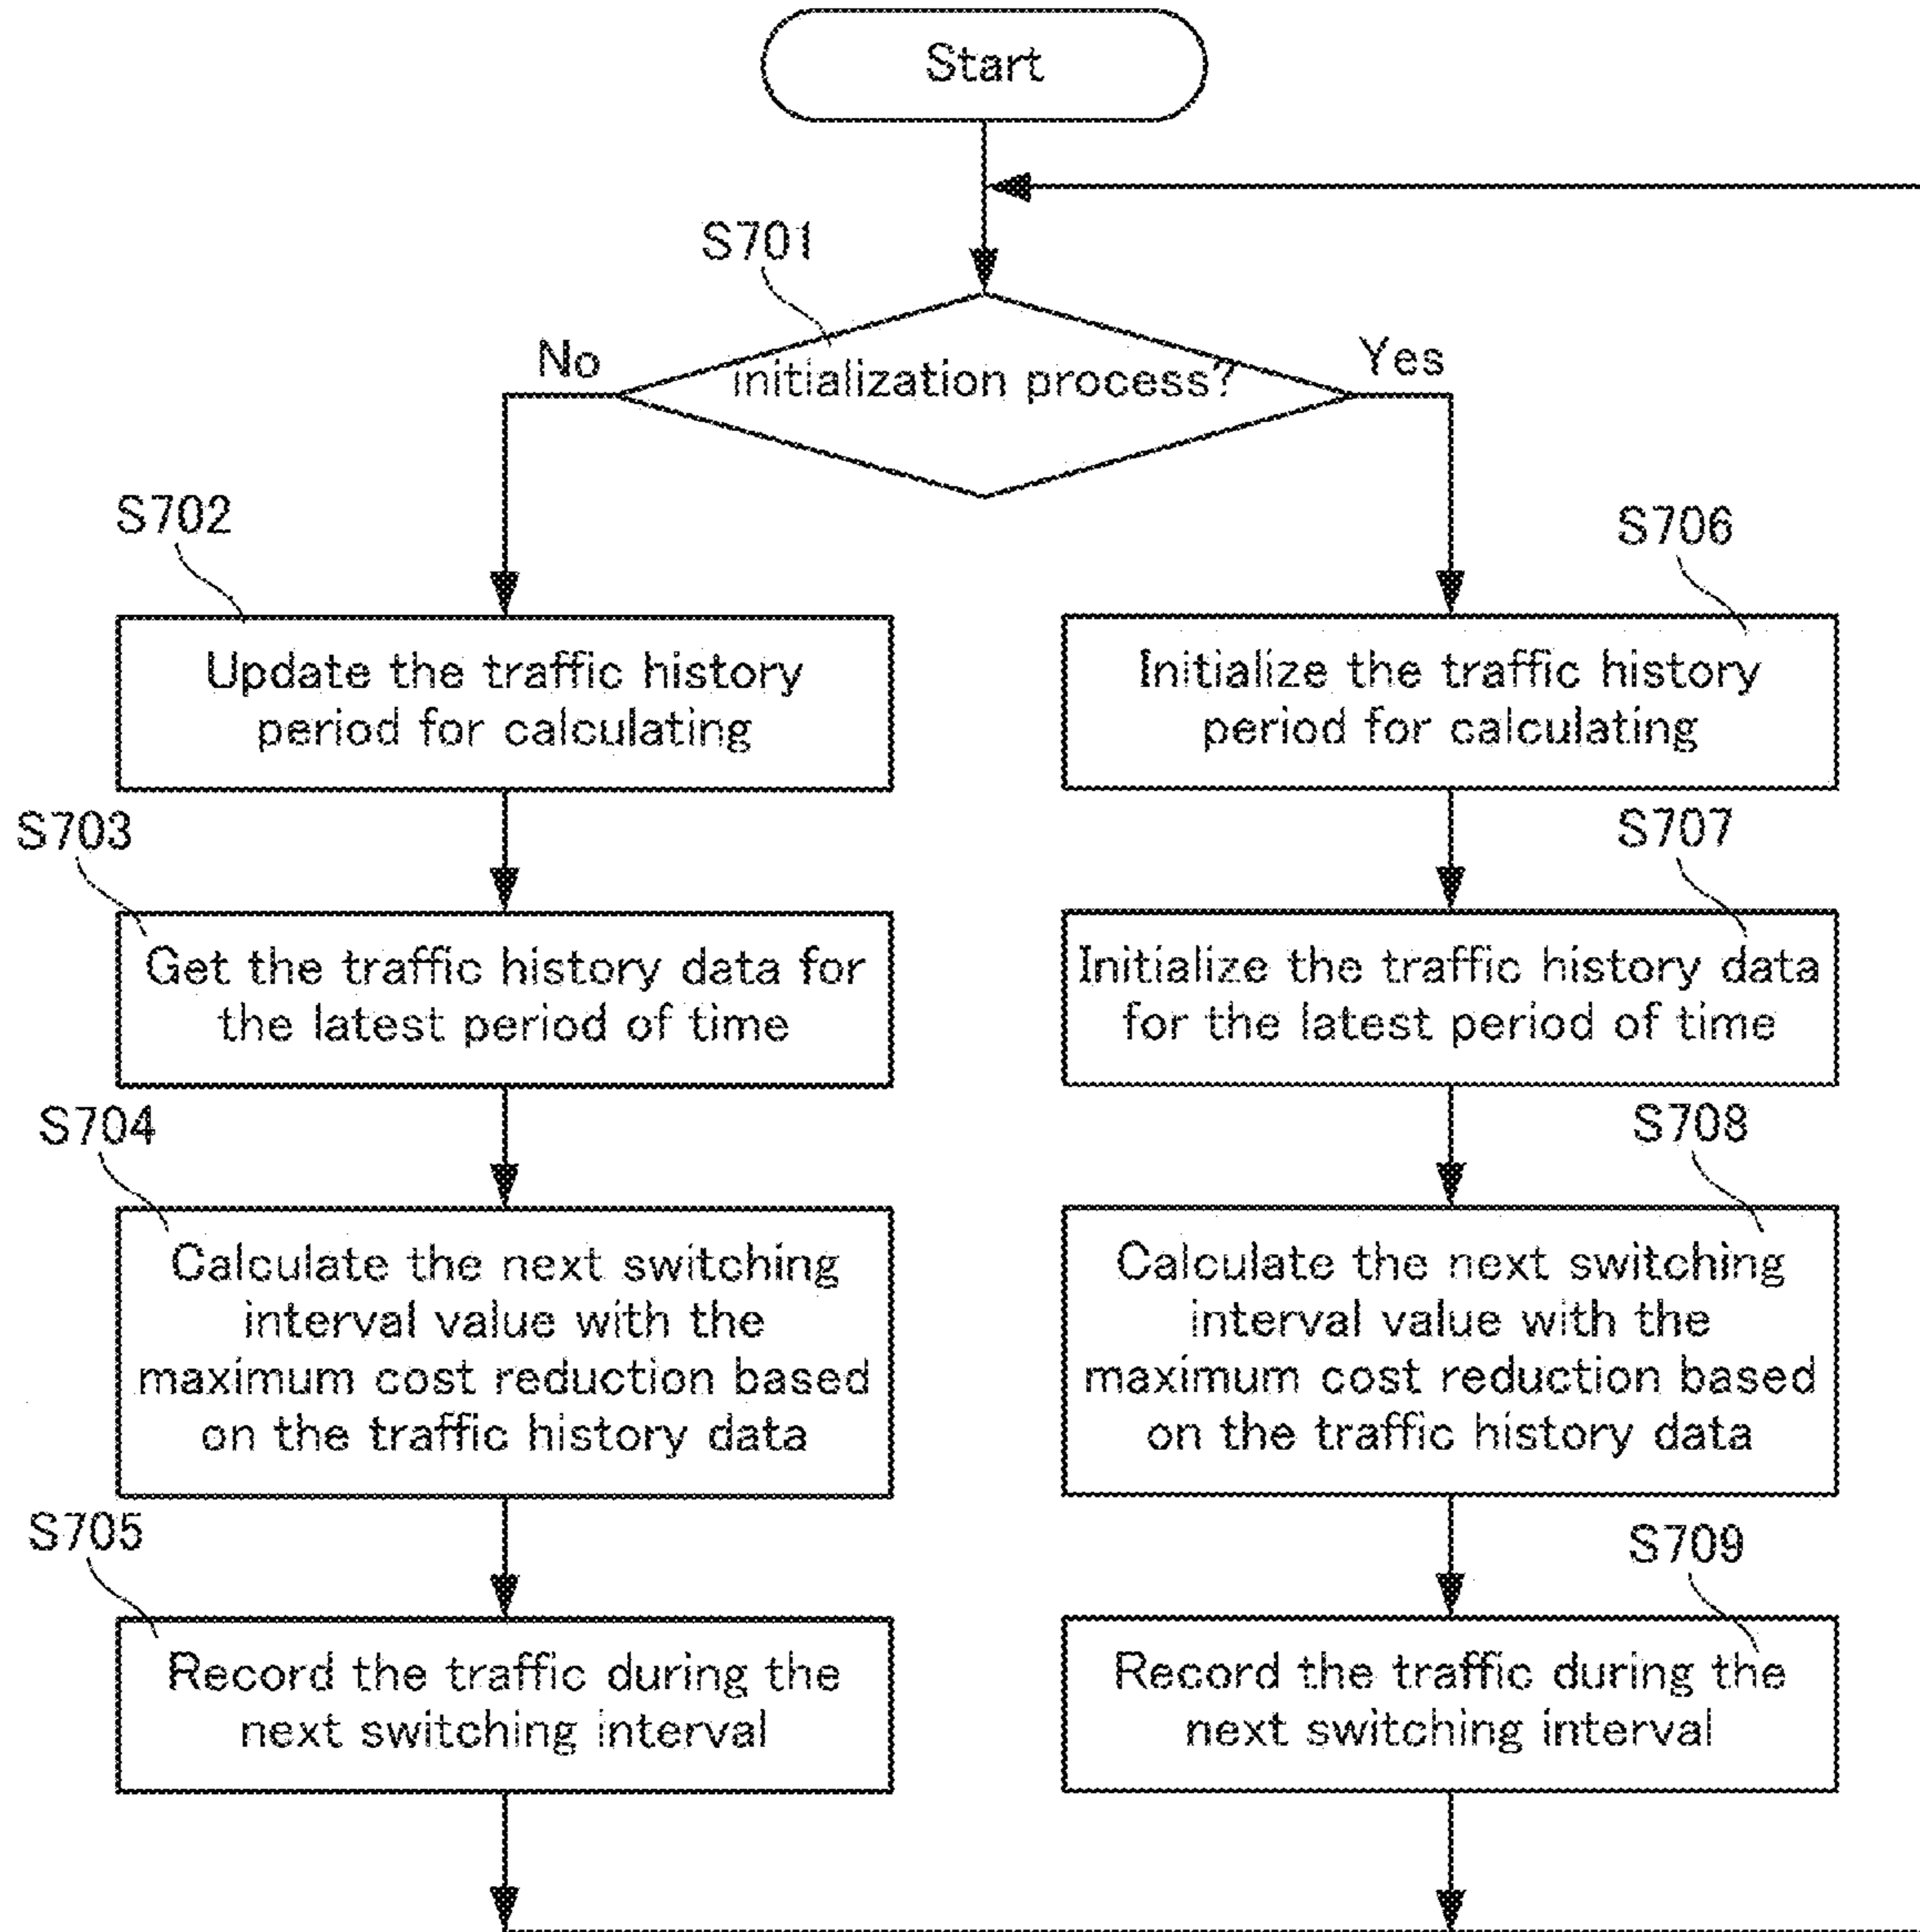 Start
S701
No
Yes
initialization process?
S702
Update the traffic history
period for calculating
S703
Get the traffic history data for
the latest period of time
S704
Calculate the next switching
interval value with the
maximum cost reduction based
on the traffic history data
S705
Record the traffic during the
next switching interval
S706
Initialize the traffic history
period for calculating
S707
Initialize the traffic history data
for the latest period of time
S708
Calculate the next switching
interval value with the
maximum cost reduction based
on the traffic history data
S709
Record the traffic during the
next switching interval